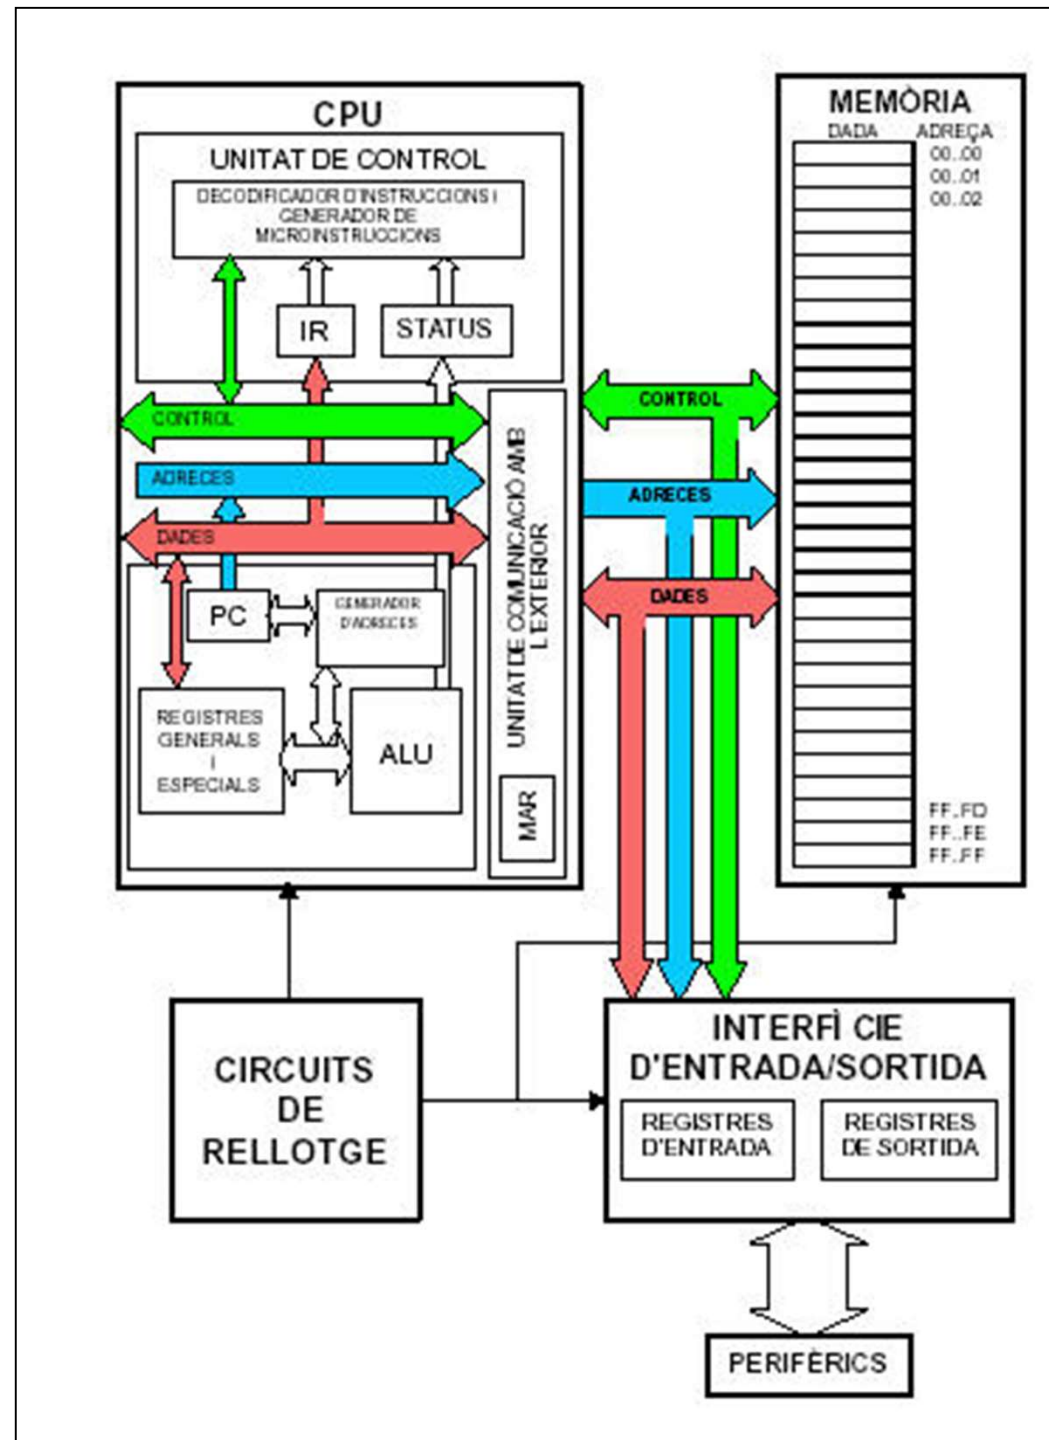 CPU
UNITAT DE CONTROL
DECODIFICADOR D'INSTRUCCIONS I
GENERADOR DE
MICROINSTRUCCIONS
IR
STATUS
CONTROL
ADRECES
DADES
PC
GENERADOR
D'ADRECES
REGISTRES
GENERALS
I
ESPECIALS
ALU
UNITAT DE COMUNICACIÓ AMB
L'EXTERIOR
MAR
CONTROL
ADRECES
DADES
MEMÒRIA
DADA ADREÇA
00..00
00..01
00..02
FF..FD
FF..FE
FF..FF
CIRCUITS
DE
RELLOTGE
INTERFÌ CIE
D'ENTRADA/SORTIDA
REGISTRES
D'ENTRADA
REGISTRES
DE SORTIDA
PERIFÈRICS